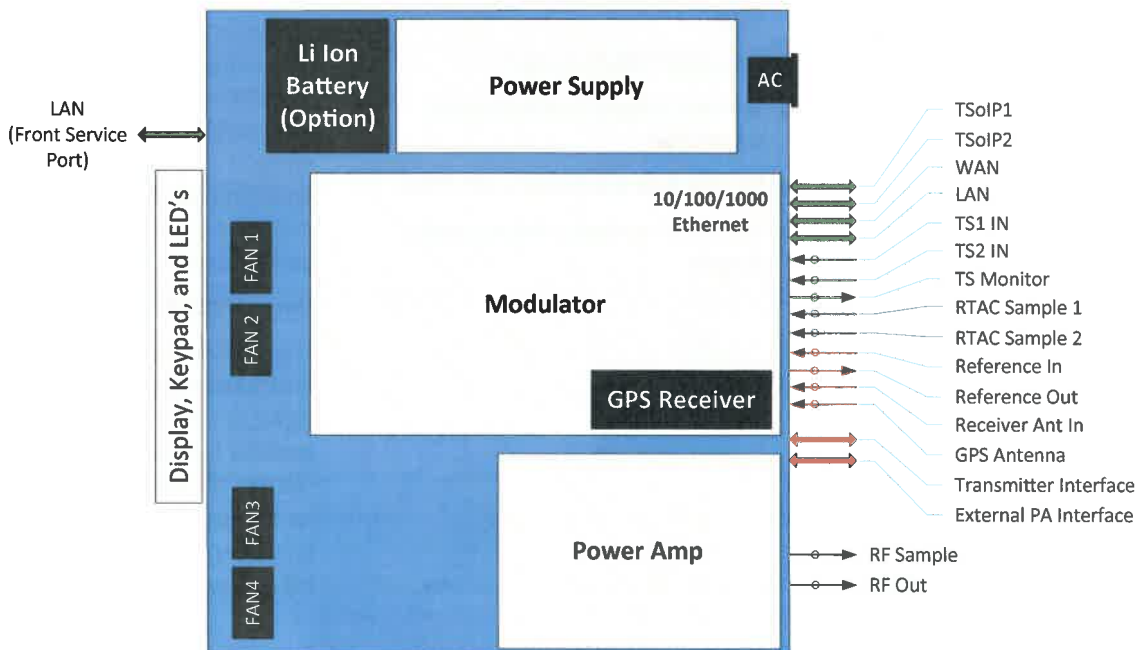 Li Ion
Battery
(Option)
Power Supply
AC
LAN
(Front Service
Port)
Display, Keypad, and LED's
FAN 1
FAN 2
FAN3
FAN4
10/100/1000
Ethernet
Modulator
GPS Receiver
Power Amp
TSoIP1
TSoIP2
WAN
LAN
TS1 IN
TS2 IN
TS Monitor
RTAC Sample 1
RTAC Sample 2
Reference In
Reference Out
Receiver Ant In
GPS Antenna
Transmitter Interface
External PA Interface
RF Sample
RF Out